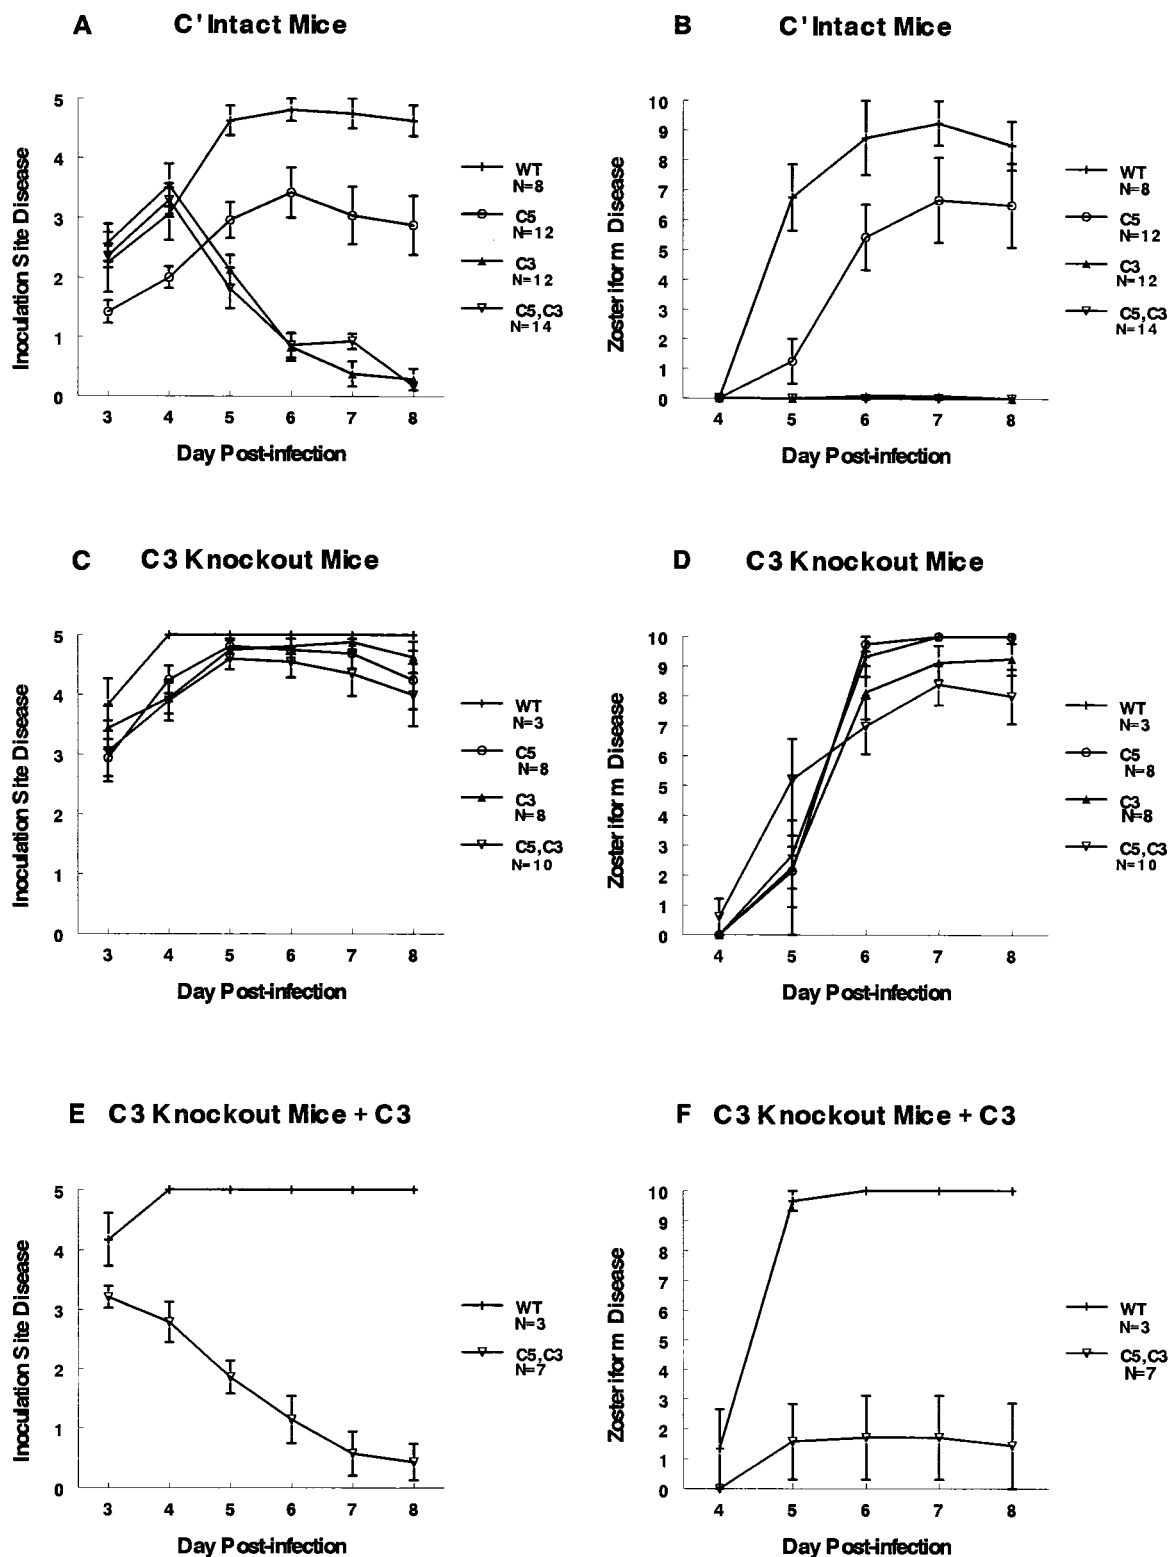 A C' Intact Mice
Inoculation Site Disease
5
4
3
2
1
0
3 4 5 6 7 8
Day Post-infection
WT
N=8
C5
N=12
C3
N=12
C5,C3
N=14
B C' Intact Mice
Zosteriform Disease
10
9
8
7
6
5
4
3
2
1
0
4 5 6 7 8
Day Post-infection
WT
N=8
C5
N=12
C3
N=12
C5,C3
N=14
C C3 Knockout Mice
Inoculation Site Disease
5
4
3
2
1
0
3 4 5 6 7 8
Day Post-infection
WT
N=3
C5
N=8
C3
N=8
C5,C3
N=10
D C3 Knockout Mice
Zosteriform Disease
10
9
8
7
6
5
4
3
2
1
0
4 5 6 7 8
Day Post-infection
WT
N=3
C5
N=8
C3
N=8
C5,C3
N=10
E C3 Knockout Mice + C3
Inoculation Site Disease
5
4
3
2
1
0
3 4 5 6 7 8
Day Post-infection
WT
N=3
C5,C3
N=7
F C3 Knockout Mice + C3
Zosteriform Disease
10
9
8
7
6
5
4
3
2
1
0
4 5 6 7 8
Day Post-infection
WT
N=3
C5,C3
N=7